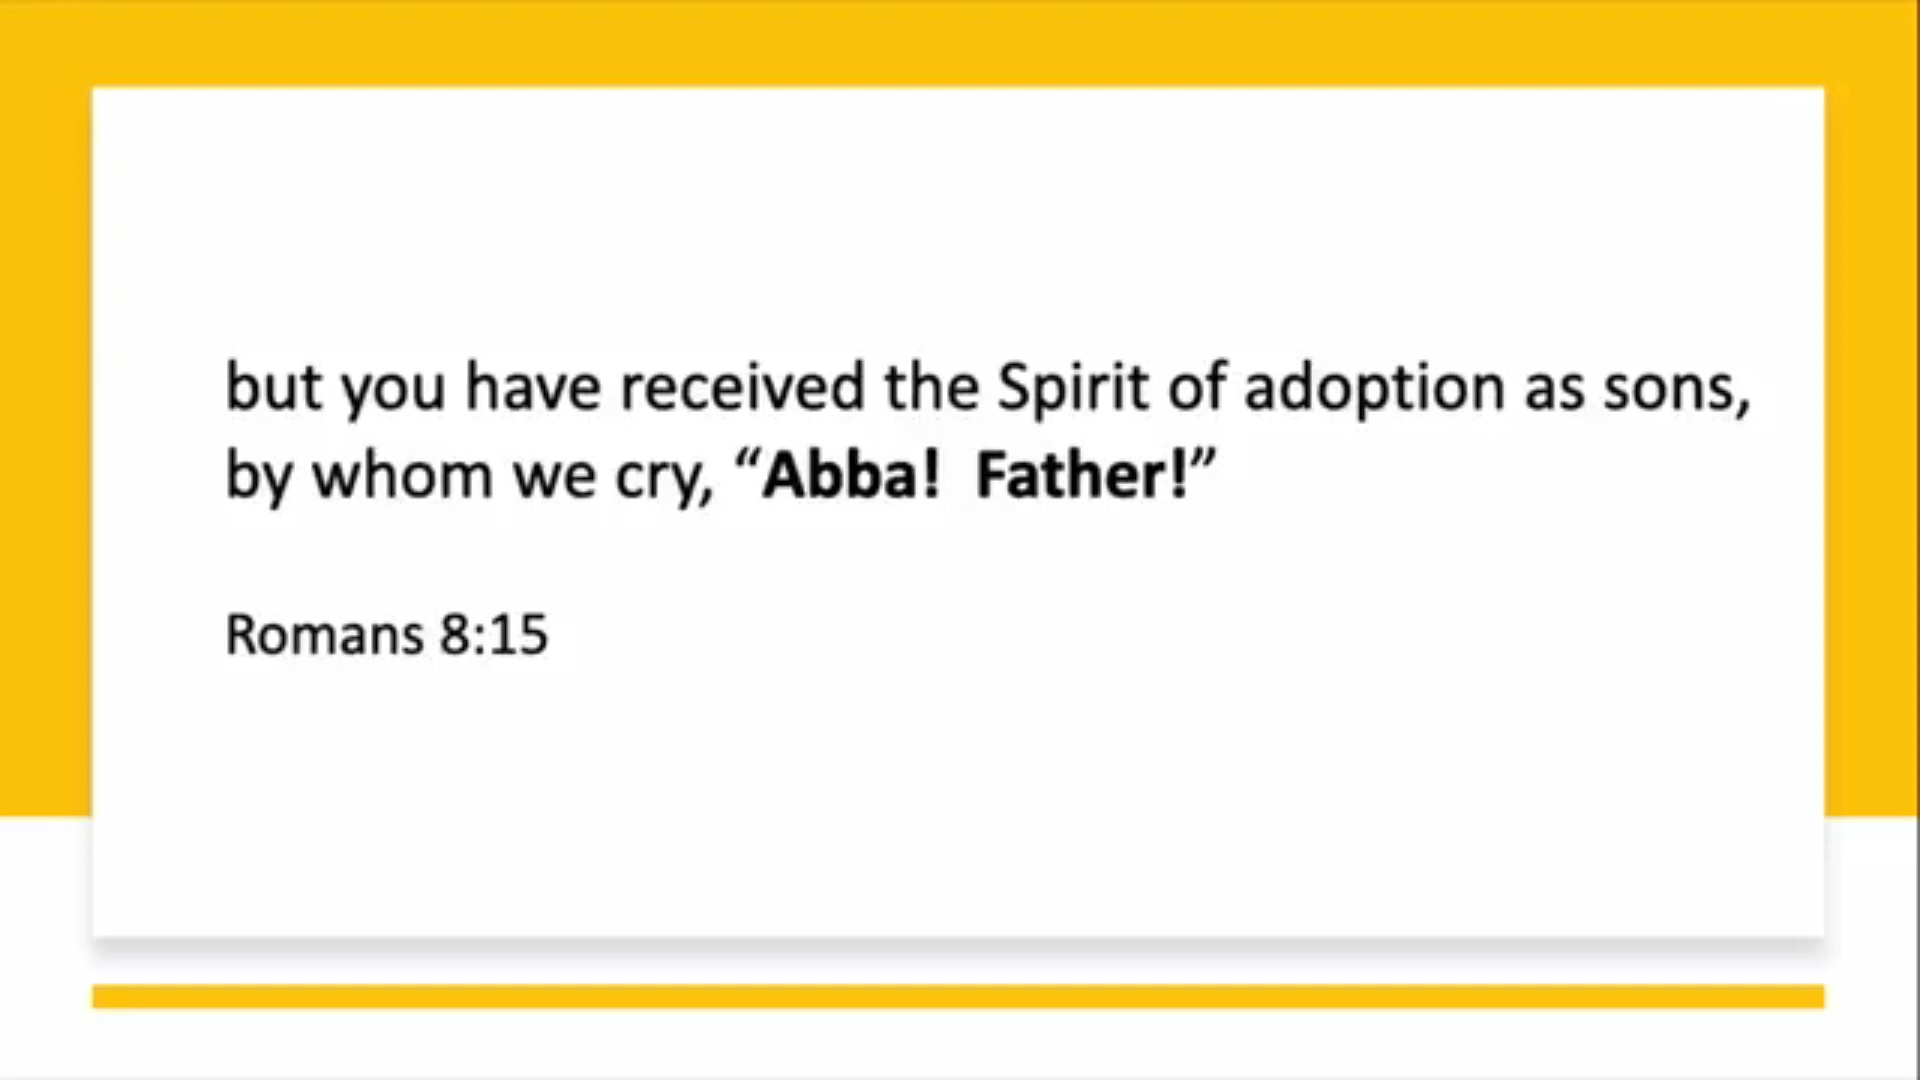 but you have received the Spirit of adoption as sons,
by whom we cry, “Abba!  Father!”
Romans 8:15